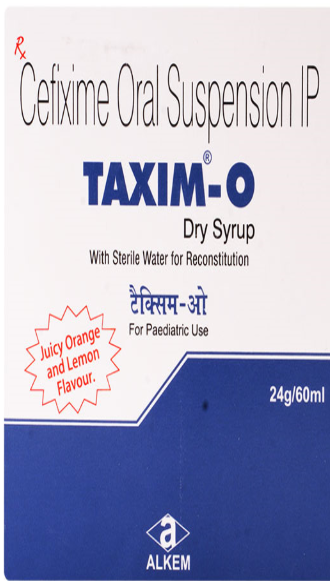 Rx
Cefixime Oral Suspension IP
TAXIM®-O
Dry Syrup
With Sterile Water for Reconstitution
टैक्सिम-ओ
For Paediatric Use
Juicy Orange
and Lemon
Flavour.
24g/60ml
a
ALKEM